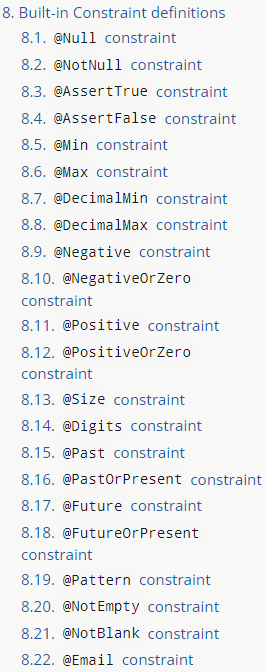 8. Built-in Constraint definitions
8.1. @Null constraint
8.2. @NotNull constraint
8.3. @AssertTrue constraint
8.4. @AssertFalse constraint
8.5. @Min constraint
8.6. @Max constraint
8.7. @DecimalMin constraint
8.8. @DecimalMax constraint
8.9. @Negative constraint
8.10. @NegativeOrZero
constraint
8.11. @Positive constraint
8.12. @PositiveOrZero
constraint
8.13. @Size constraint
8.14. @Digits constraint
8.15. @Past constraint
8.16. @PastOrPresent constraint
8.17. @Future constraint
8.18. @FutureOrPresent
constraint
8.19. @Pattern constraint
8.20. @NotEmpty constraint
8.21. @NotBlank constraint
8.22. @Email constraint